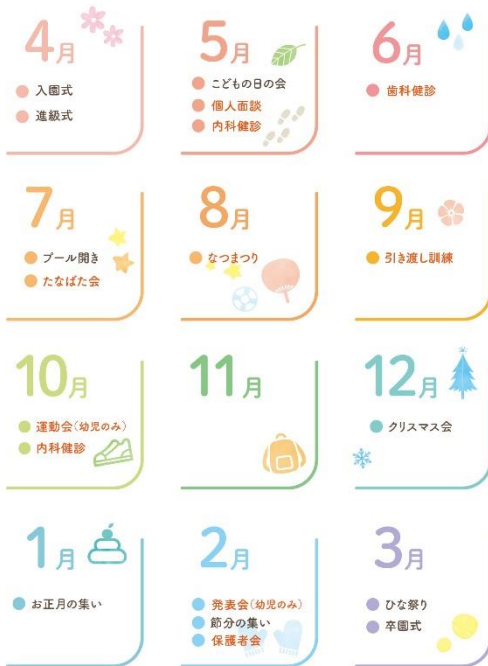 4月
入園式
進級式
5月
こどもの日の会
個人面談
内科健診
6月
歯科健診
7月
プール開き
たなばた会
8月
なつまつり
9月
引き渡し訓練
10月
運動会(幼児のみ)
内科健診
11月
12月
クリスマス会
1月
お正月の集い
2月
発表会(幼児のみ)
節分の集い
保護者会
3月
ひな祭り
卒園式